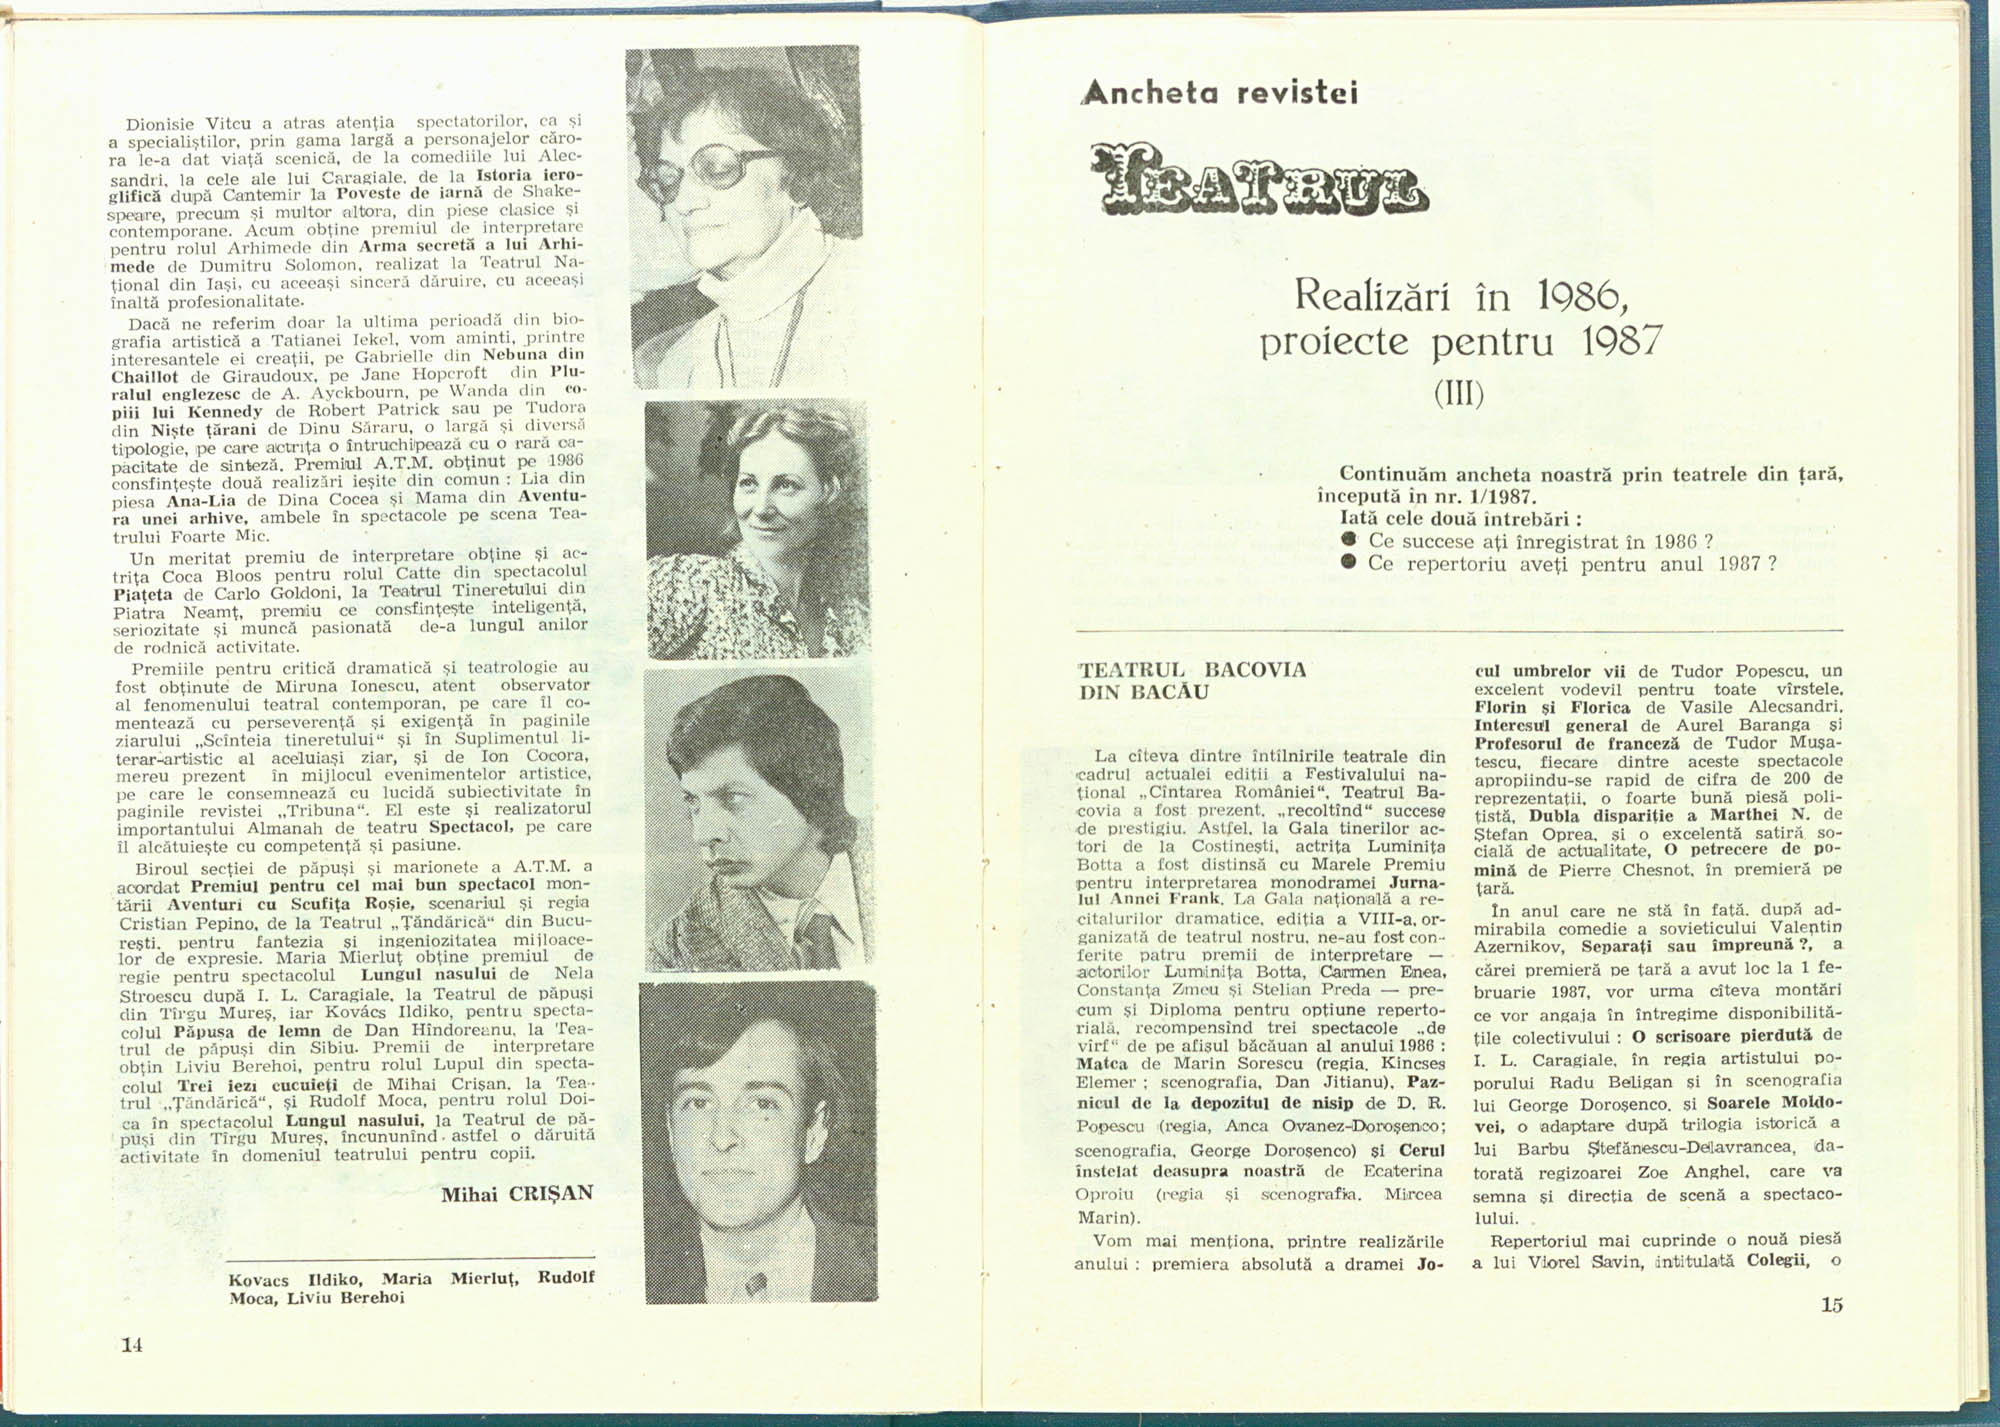 Dionisie Vitcu a atras atenția spectatorilor, ca și
a specialiștilor, prin gama largă a personajelor căro-
ra le-a dat viață scenică, de la comediile lui Alec-
sandri, la cele ale lui Caragiale, de la Istoria iero-
glifică după Cantemir la Poveste de iarnă de Shake-
speare, precum și multor altora, din piese clasice și
contemporane. Acum obține premiul de interpretare
pentru rolul Arhimede din Arma secretă a lui Arhi-
mede de Dumitru Solomon, realizat la Teatrul Na-
țional din Iași, cu aceeași sinceră dăruire, cu aceeași
înaltă profesionalitate.
Dacă ne referim doar la ultima perioadă din bio-
grafia artistică a Tatianei Iekel, vom aminti, printre
interesantele ei creații, pe Gabrielle din Nebuna din
Chaillot de Giraudoux, pe Jane Hopcroft din Plu-
ralul englezesc de A. Ayckbourn, pe Wanda din co-
piii lui Kennedy de Robert Patrick sau pe Tudora
din Niște țărani de Dinu Săraru, o largă și diversă
tipologie, pe care actrița o întruchipează cu o rară ca-
pacitate de sinteză. Premiul A.T.M. obținut pe 1986
consfințește două realizări ieșite din comun : Lia din
piesa Ana-Lia de Dina Cocea și Mama din Aventu-
ra unei arhive, ambele în spectacole pe scena Tea-
trului Foarte Mic.
Un meritat premiu de interpretare obține și ac-
trița Coca Bloos pentru rolul Catte din spectacolul
Piațeta de Carlo Goldoni, la Teatrul Tineretului din
Piatra Neamț, premiu ce consfințește inteligență,
seriozitate și muncă pasionată de-a lungul anilor
de rodnică activitate.
Premiile pentru critică dramatică și teatrologie au
fost obținute de Miruna Ionescu, atent observator
al fenomenului teatral contemporan, pe care îl co-
mentează cu perseverență și exigență în paginile
ziarului „Scînteia tineretului“ și în Suplimentul li-
terar-artistic al aceluiași ziar, și de Ion Cocora,
mereu prezent în mijlocul evenimentelor artistice,
pe care le consemnează cu lucidă subiectivitate în
paginile revistei „Tribuna“. El este și realizatorul
importantului Almanah de teatru Spectacol, pe care
îl alcătuiește cu competență și pasiune.
Biroul secției de păpuși și marionete a A.T.M. a
acordat Premiul pentru cel mai bun spectacol mon-
tării Aventuri cu Scufița Roșie, scenariul și regia
Cristian Pepino, de la Teatrul „Țăndărică“ din Bucu-
rești, pentru fantezia și ingeniozitatea mijloace-
lor de expresie. Maria Mierluț obține premiul de
regie pentru spectacolul Lungul nasului de Nela
Stroescu după I. L. Caragiale, la Teatrul de păpuși
din Tîrgu Mureș, iar Kovács Ildiko, pentru specta-
colul Păpușa de lemn de Dan Hîndoreanu, la Tea-
trul de păpuși din Sibiu. Premii de interpretare
obțin Liviu Berehoi, pentru rolul Lupul din specta-
colul Trei iezi cucuieți de Mihai Crișan, la Tea-
trul „Țăndărică“, și Rudolf Moca, pentru rolul Doi-
ca în spectacolul Lungul nasului, la Teatrul de pă-
puși din Tîrgu Mureș, încununînd astfel o dăruită
activitate în domeniul teatrului pentru copii.
Mihai CRIȘAN
Kovacs Ildiko, Maria Mierluț, Rudolf
Moca, Liviu Berehoi
14
Ancheta revistei
TEATRUL
Realizări în 1986,
proiecte pentru 1987
(III)
Continuăm ancheta noastră prin teatrele din țară,
începută în nr. 1/1987.
Iată cele două întrebări :
● Ce succese ați înregistrat în 1986 ?
● Ce repertoriu aveți pentru anul 1987 ?
TEATRUL BACOVIA
DIN BACĂU
La cîteva dintre întîlnirile teatrale din
cadrul actualei ediții a Festivalului na-
țional „Cîntarea României“, Teatrul Ba-
covia a fost prezent, „recoltînd“ succese
de prestigiu. Astfel, la Gala tinerilor ac-
tori de la Costinești, actrița Luminița
Botta a fost distinsă cu Marele Premiu
pentru interpretarea monodramei Jurna-
lul Annei Frank. La Gala națională a re-
citalurilor dramatice, ediția a VIII-a, or-
ganizată de teatrul nostru, ne-au fost con-
ferite patru premii de interpretare —
actorilor Luminița Botta, Carmen Enea,
Constanța Zmeu și Stelian Preda — pre-
cum și Diploma pentru opțiune reperto-
rială, recompensînd trei spectacole „de
vîrf“ de pe afișul băcăuan al anului 1986 :
Matca de Marin Sorescu (regia, Kincses
Elemer ; scenografia, Dan Jitianu), Paz-
nicul de la depozitul de nisip de D. R.
Popescu (regia, Anca Ovanez-Doroșenco;
scenografia, George Doroșenco) și Cerul
înstelat deasupra noastră de Ecaterina
Oproiu (regia și scenografia, Mircea
Marin).
Vom mai menționa, printre realizările
anului : premiera absolută a dramei Jo-
cul umbrelor vii de Tudor Popescu, un
excelent vodevil pentru toate vîrstele,
Florin și Florica de Vasile Alecsandri,
Interesul general de Aurel Baranga și
Profesorul de franceză de Tudor Mușa-
tescu, fiecare dintre aceste spectacole
apropiindu-se rapid de cifra de 200 de
reprezentații, o foarte bună piesă poli-
țistă, Dubla dispariție a Marthei N. de
Ștefan Oprea, și o excelentă satiră so-
cială de actualitate, O petrecere de po-
mină de Pierre Chesnot, în premieră pe
țară.
În anul care ne stă în față, după ad-
mirabila comedie a sovieticului Valentin
Azernikov, Separați sau împreună ?, a
cărei premieră pe țară a avut loc la 1 fe-
bruarie 1987, vor urma cîteva montări
ce vor angaja în întregime disponibilită-
țile colectivului : O scrisoare pierdută de
I. L. Caragiale, în regia artistului po-
porului Radu Beligan și în scenografia
lui George Doroșenco, și Soarele Moldo-
vei, o adaptare după trilogia istorică a
lui Barbu Ștefănescu-Delavrancea, da-
torată regizoarei Zoe Anghel, care va
semna și direcția de scenă a spectaco-
lului.
Repertoriul mai cuprinde o nouă piesă
a lui Viorel Savin, intitulată Colegii, o
15